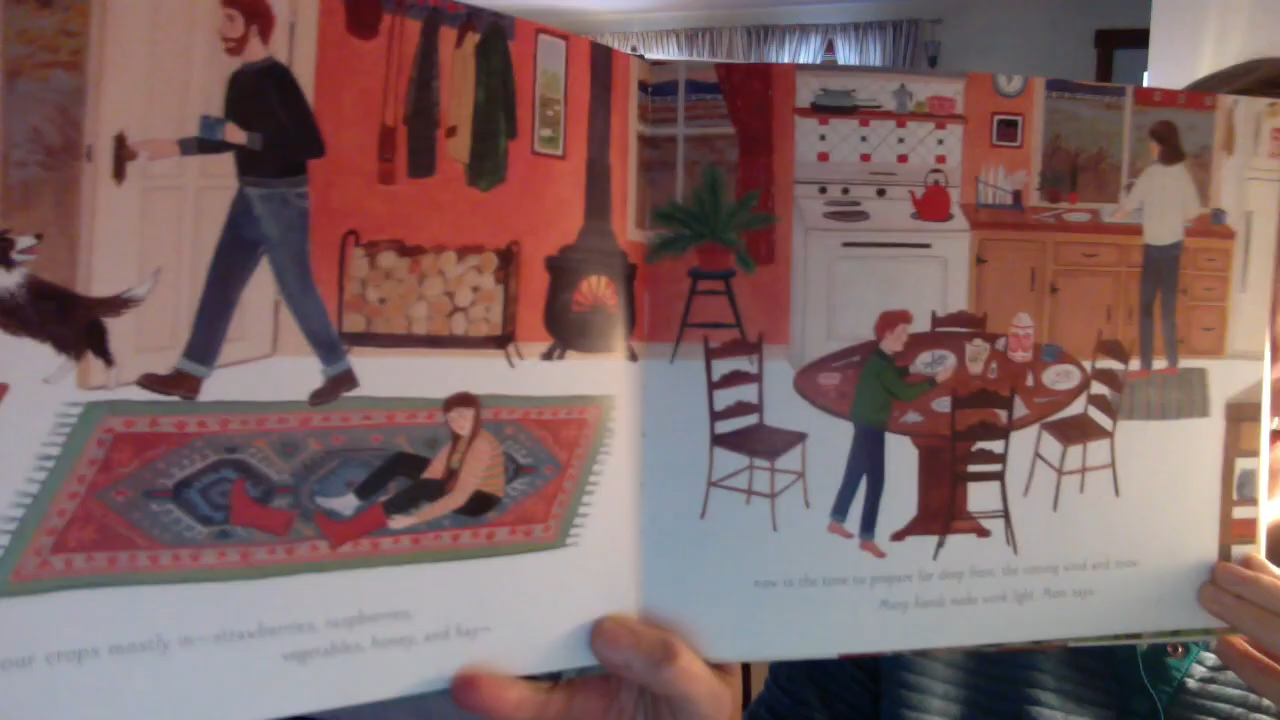 our crops mostly in—strawberries, raspberries,
vegetables, honey, and hay—
now is the time to prepare for deep frost, the coming wind and snow.
Many hands make work light, Mom says.